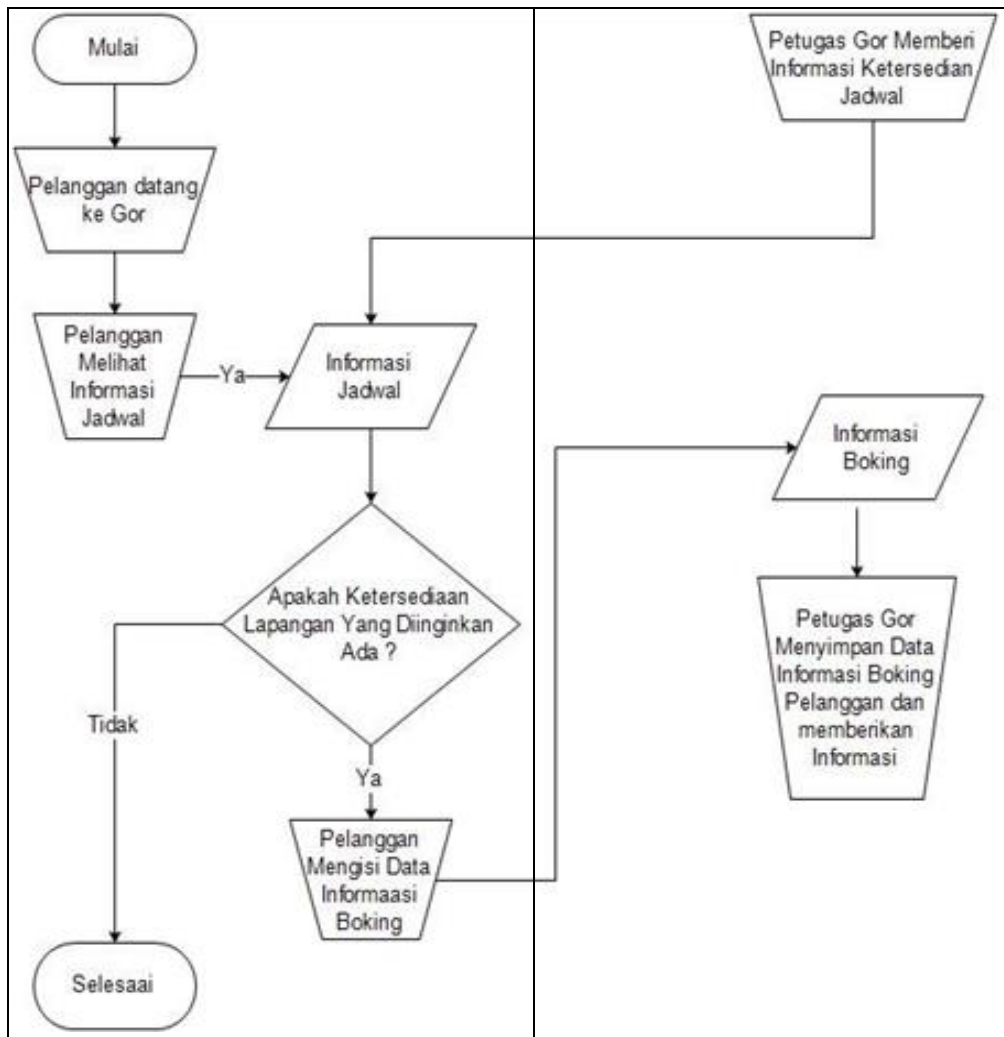 Mulai
Pelanggan datang
ke Gor
Pelanggan
Melihat
Informasi
Jadwal
Ya
Informasi
Jadwal
Apakah Ketersediaan
Lapangan Yang Diinginkan
Ada ?
Tidak
Ya
Pelanggan
Mengisi Data
Informaasi
Boking
Selesaai
Petugas Gor Memberi
Informasi Ketersedian
Jadwal
Informasi
Boking
Petugas Gor
Menyimpan Data
Informasi Boking
Pelanggan dan
memberikan
Informasi